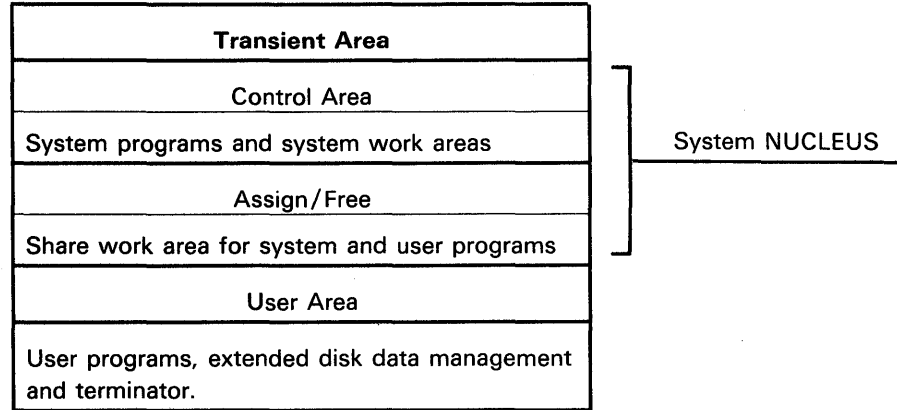 Transient Area
Control Area
System programs and system work areas
System NUCLEUS
Assign/Free
Share work area for system and user programs
User Area
User programs, extended disk data management
and terminator.